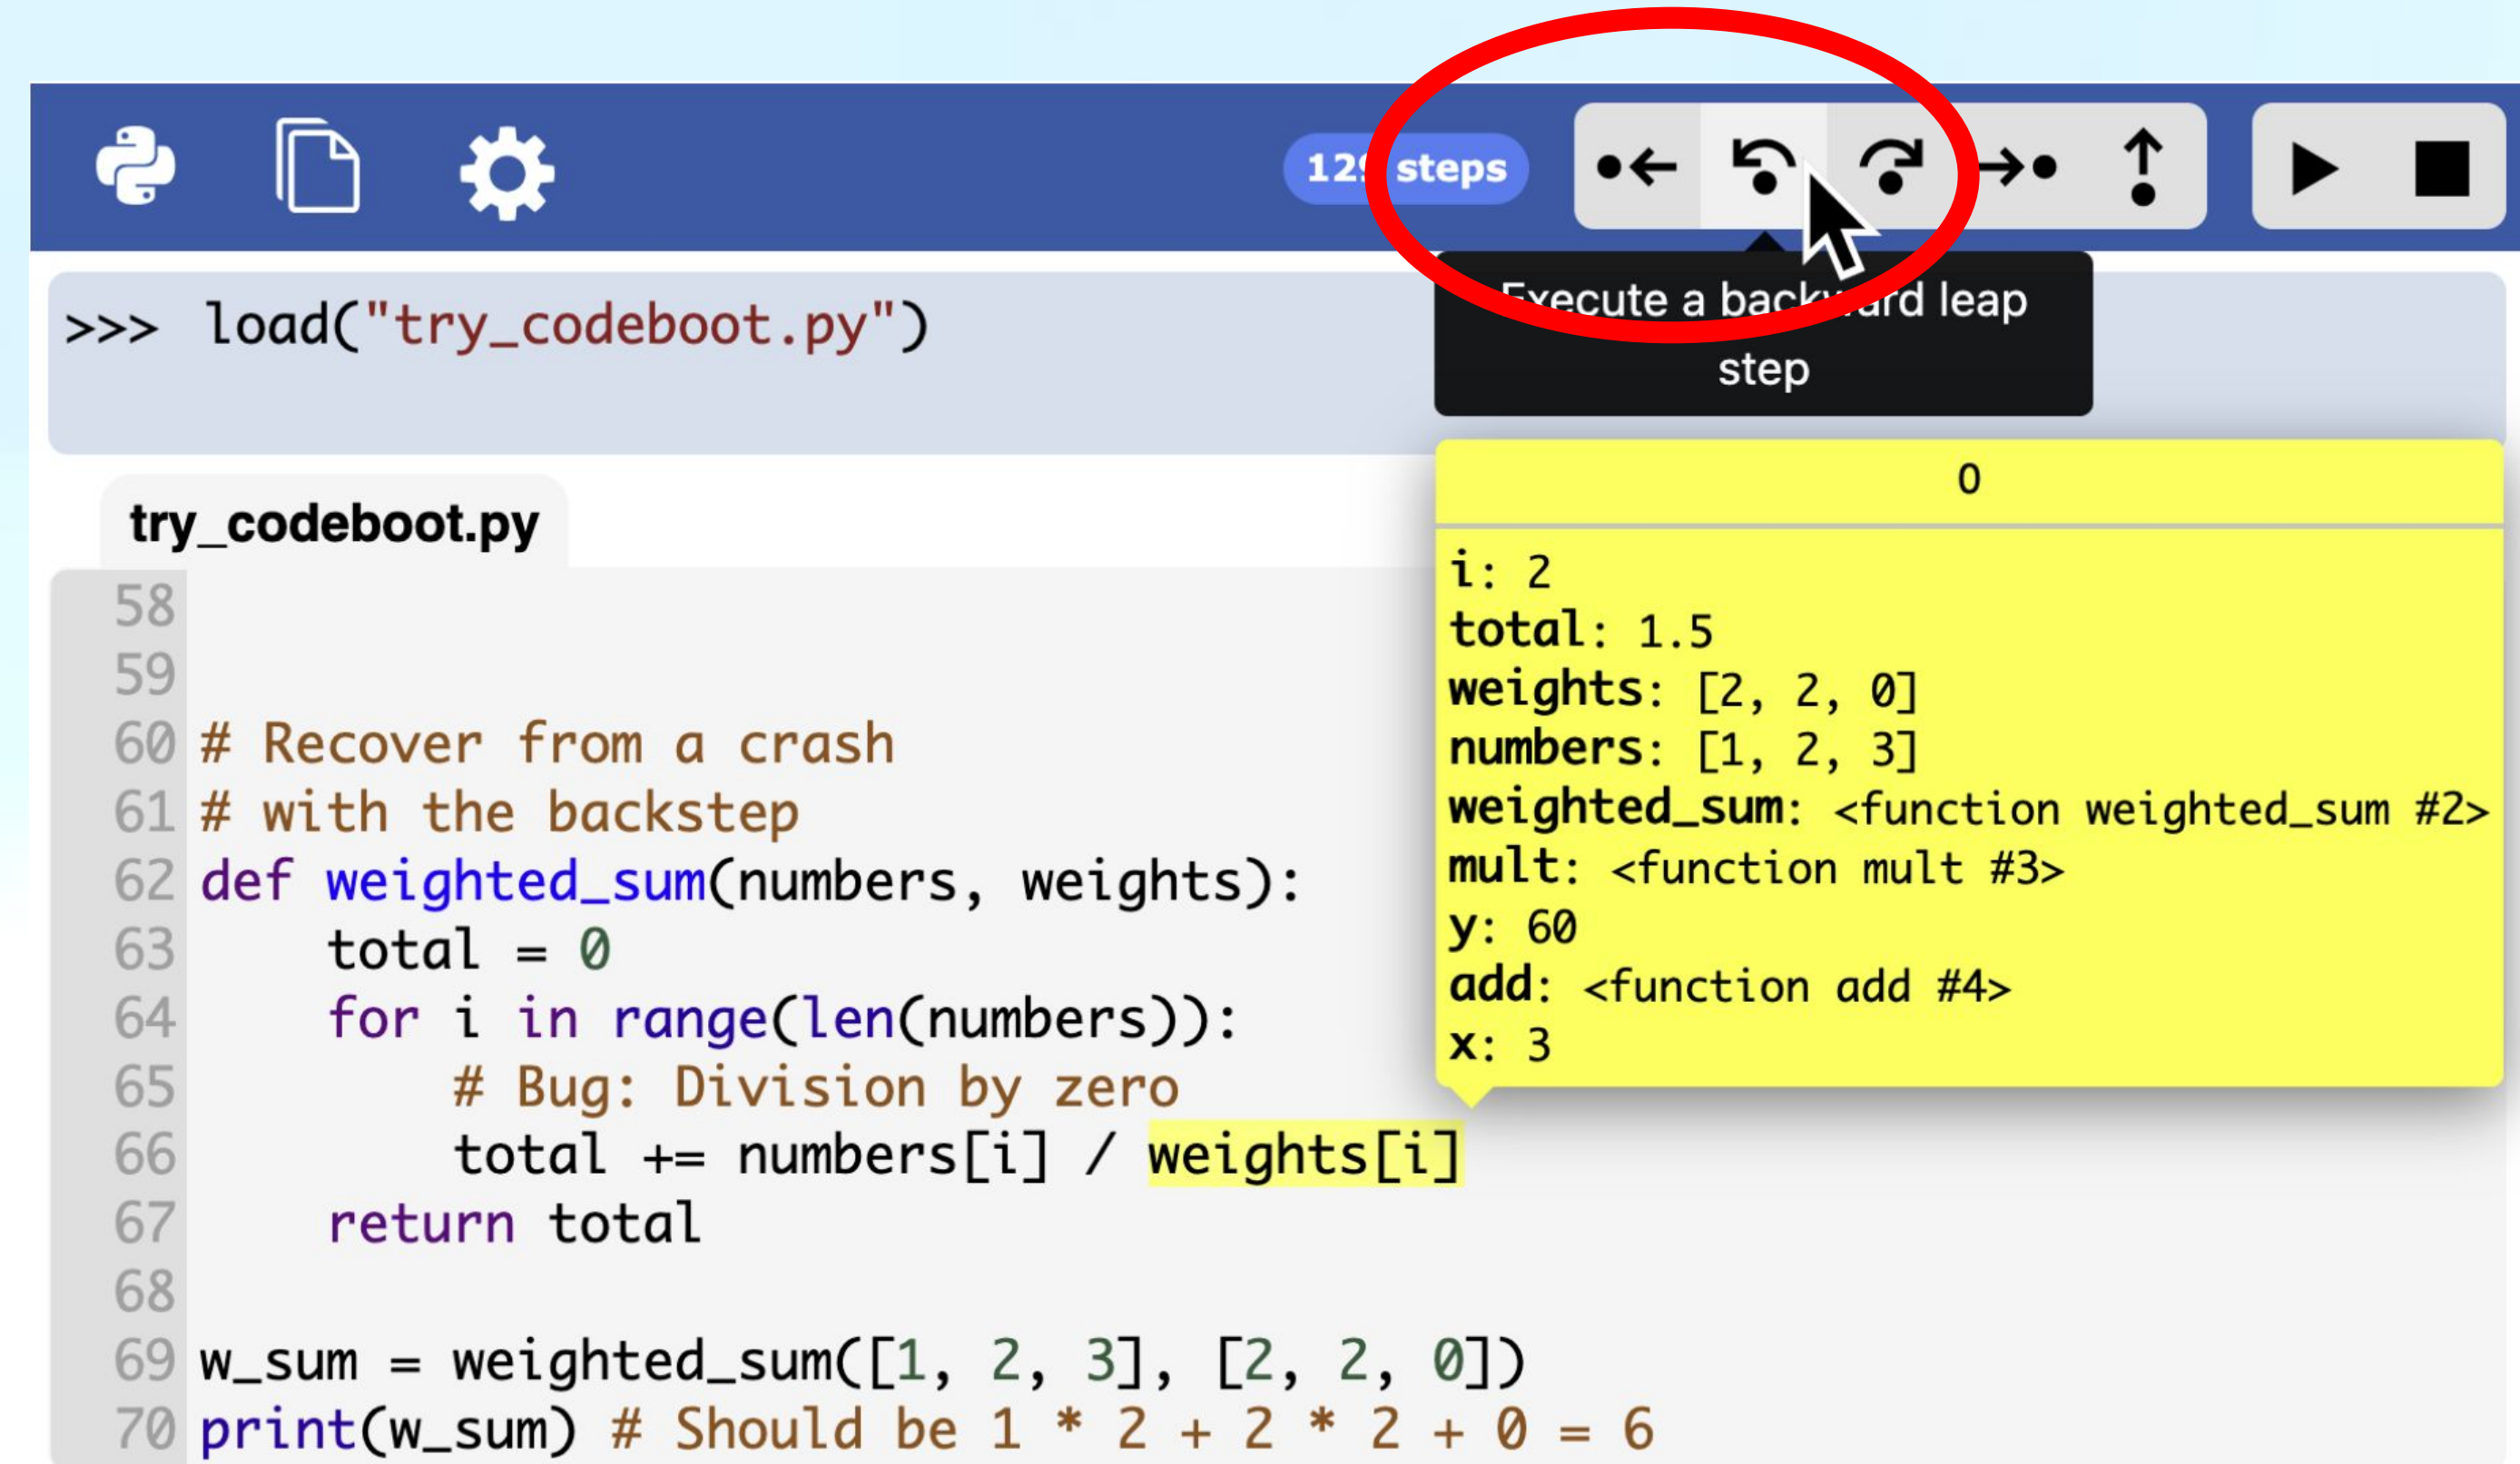 129 steps
>>> load("try_codeboot.py")
Execute a backward leap
step
try_codeboot.py
0
i: 2
total: 1.5
weights: [2, 2, 0]
numbers: [1, 2, 3]
weighted_sum: <function weighted_sum #2>
mult: <function mult #3>
y: 60
add: <function add #4>
x: 3
58
59
60 # Recover from a crash
61 # with the backstep
62 def weighted_sum(numbers, weights):
63 total = 0
64 for i in range(len(numbers)):
65 # Bug: Division by zero
66 total += numbers[i] / weights[i]
67 return total
68
69 w_sum = weighted_sum([1, 2, 3], [2, 2, 0])
70 print(w_sum) # Should be 1 * 2 + 2 * 2 + 0 = 6